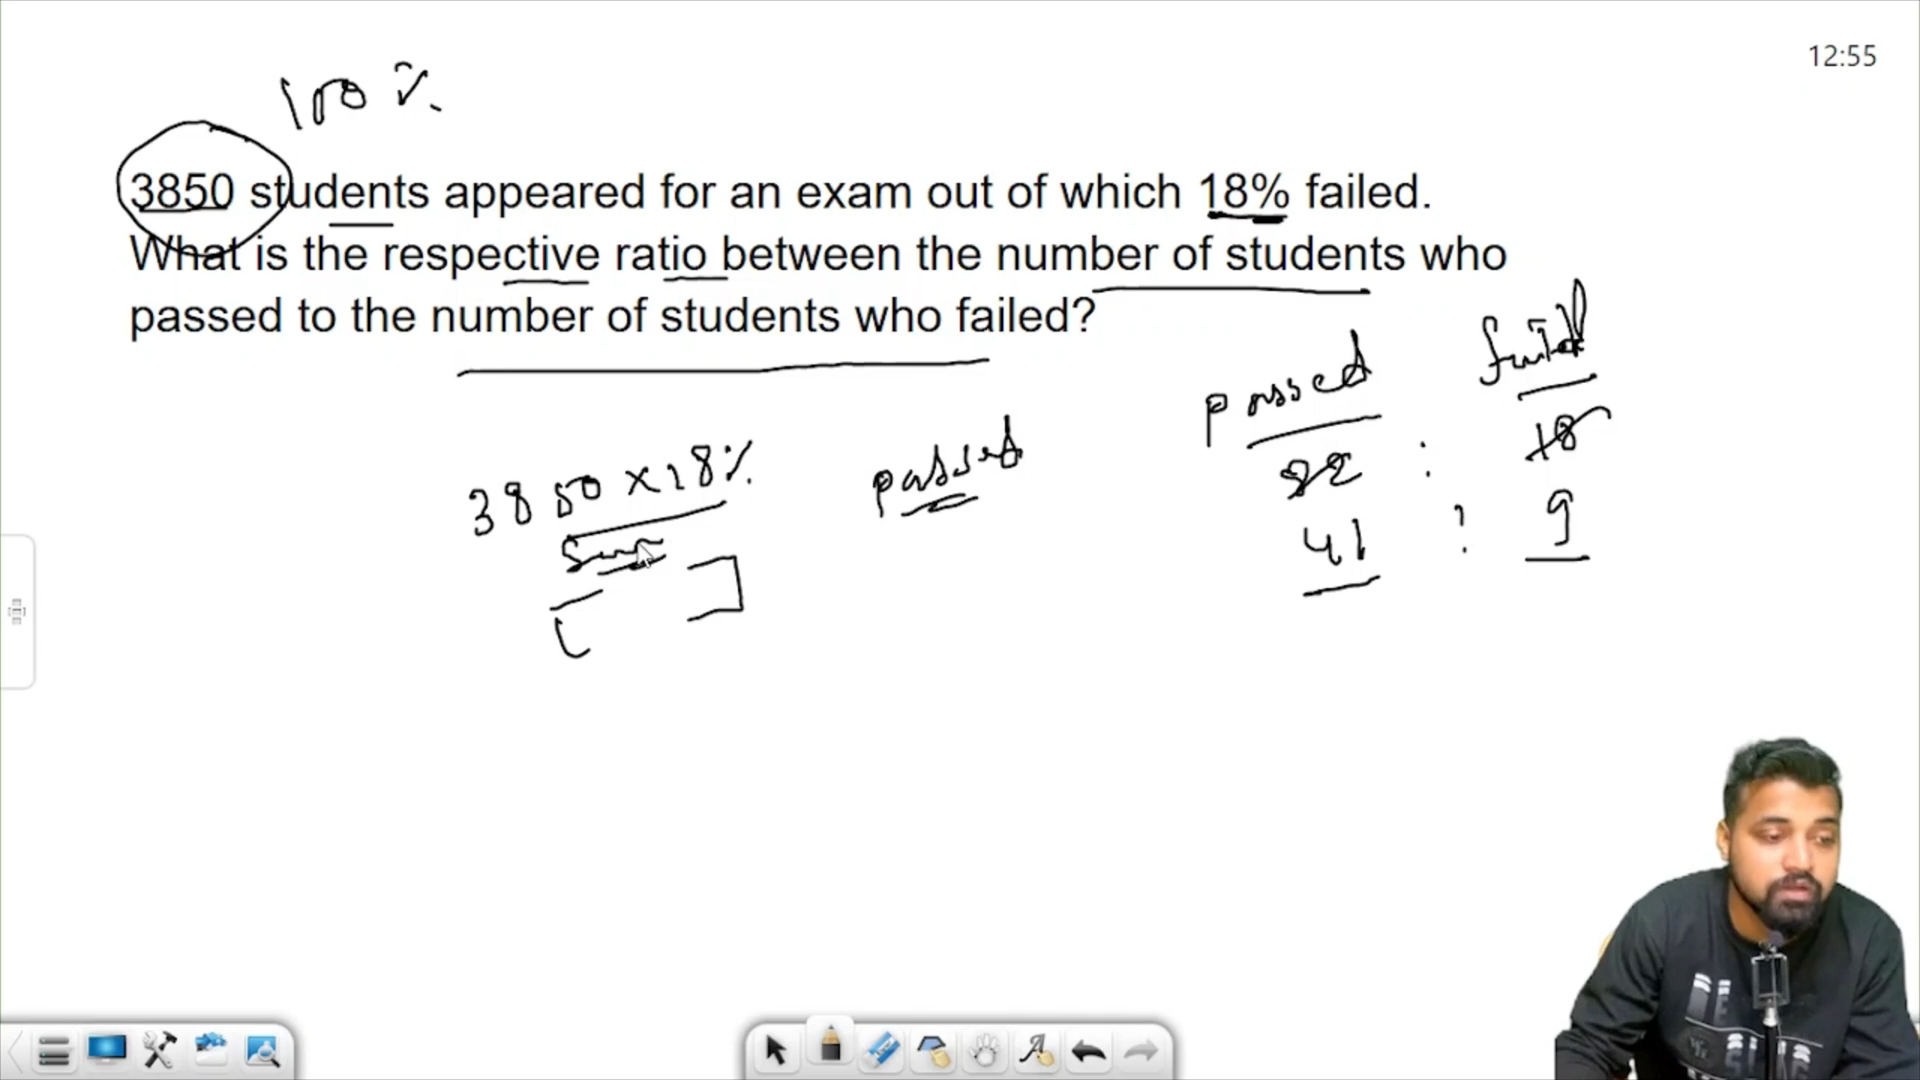 12:55
100 %
3850 students appeared for an exam out of which 18% failed.
What is the respective ratio between the number of students who
passed to the number of students who failed?
passed failed
3850 x 18% passed
82 : 18
41 : 9